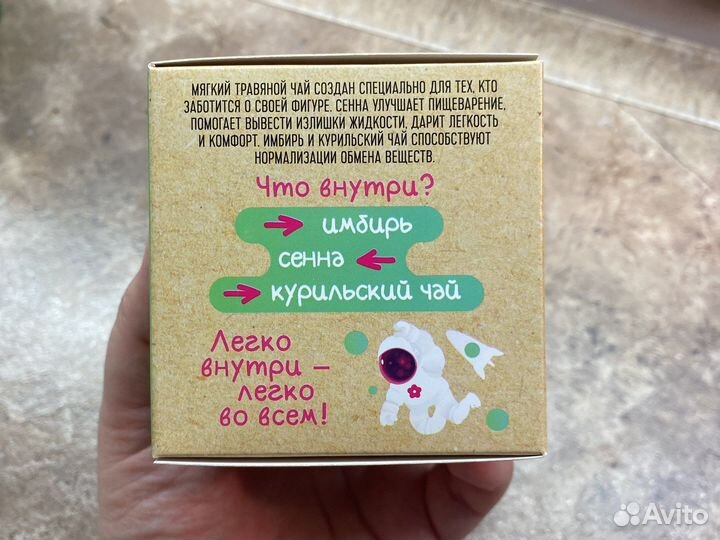 МЯГКИЙ ТРАВЯНОЙ ЧАЙ СОЗДАН СПЕЦИАЛЬНО ДЛЯ ТЕХ, КТО
ЗАБОТИТСЯ О СВОЕЙ ФИГУРЕ. СЕННА УЛУЧШАЕТ ПИЩЕВАРЕНИЕ,
ПОМОГАЕТ ВЫВЕСТИ ИЗЛИШКИ ЖИДКОСТИ, ДАРИТ ЛЕГКОСТЬ
И КОМФОРТ. ИМБИРЬ И КУРИЛЬСКИЙ ЧАЙ СПОСОБСТВУЮТ
НОРМАЛИЗАЦИИ ОБМЕНА ВЕЩЕСТВ.
Что внутри?
имбирь
сенна
курильский чай
Легко
внутри –
легко
во всем!
Avito